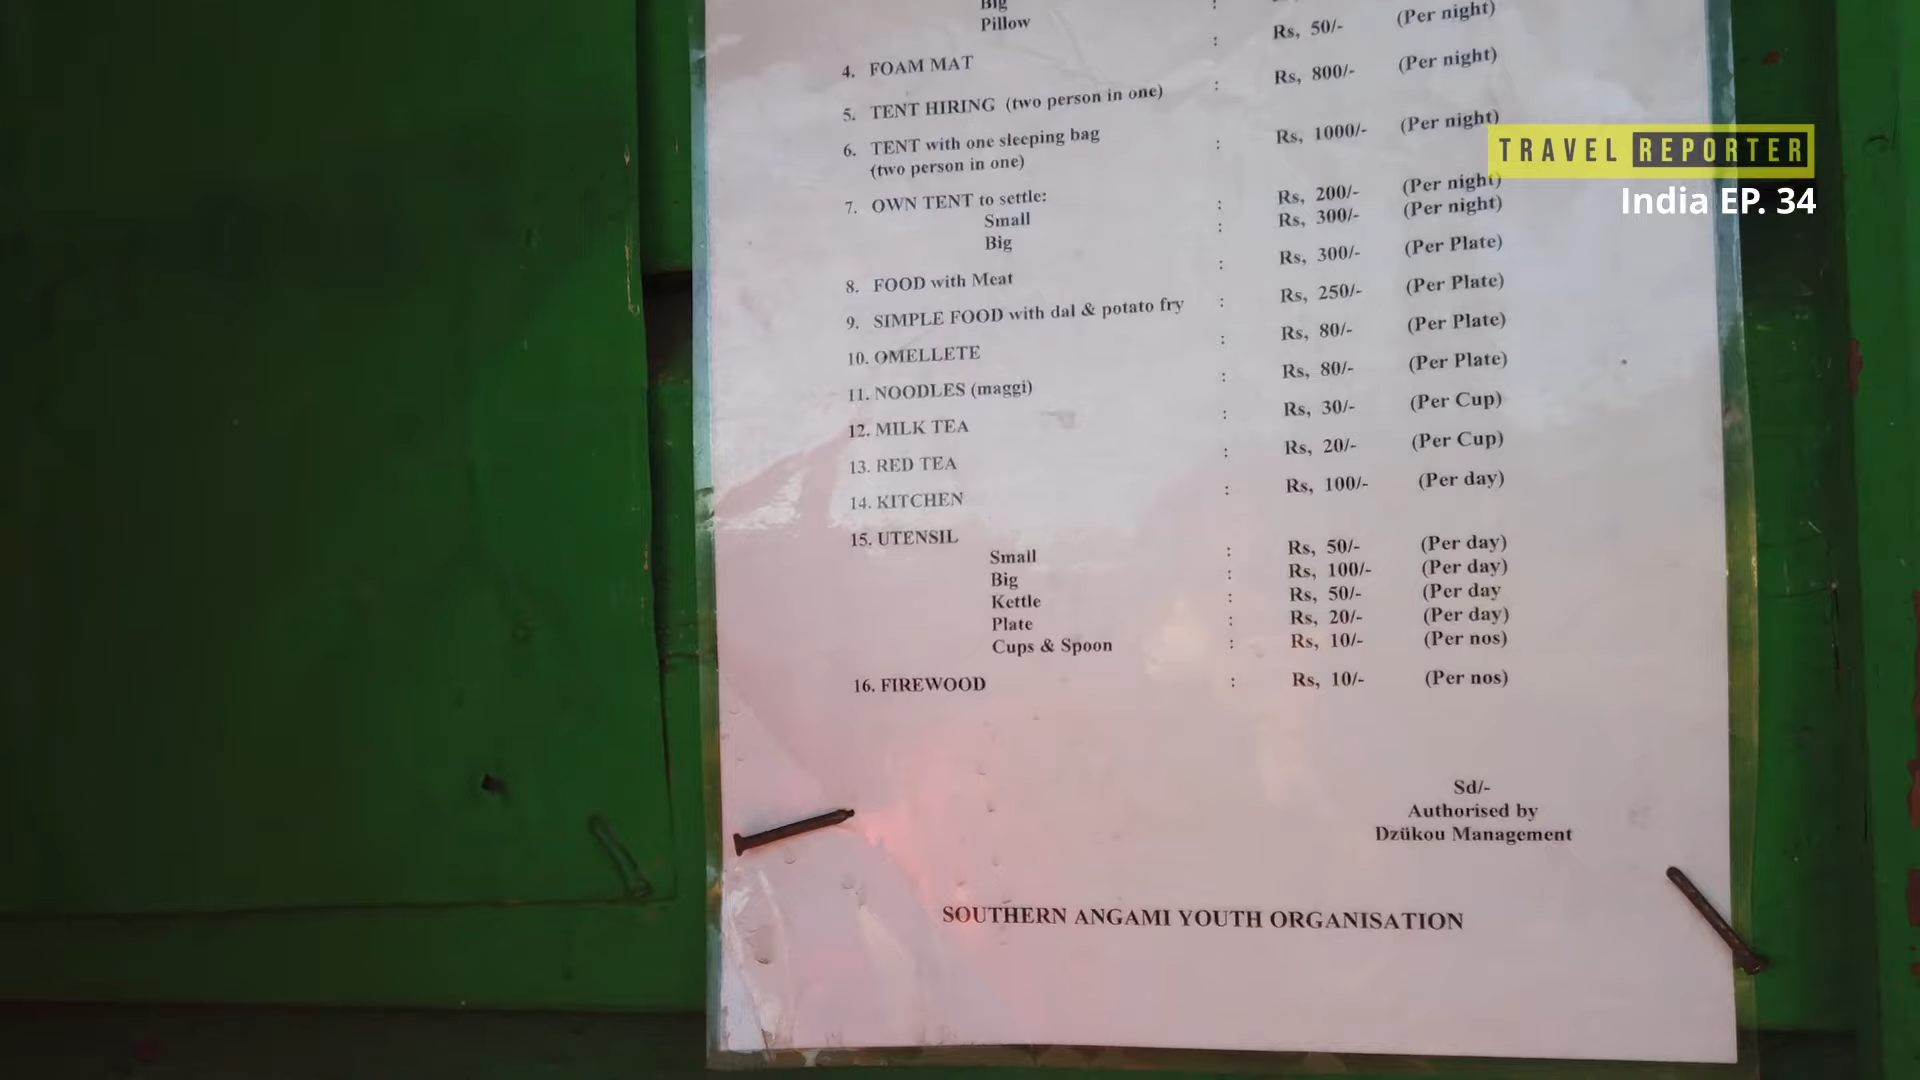 Big
Pillow :
4. FOAM MAT : Rs, 50/- (Per night)
5. TENT HIRING (two person in one) : Rs, 800/- (Per night)
6. TENT with one sleeping bag : Rs, 1000/- (Per night)
(two person in one)
7. OWN TENT to settle:
Small : Rs, 200/- (Per night)
Big : Rs, 300/- (Per night)
8. FOOD with Meat : Rs, 300/- (Per Plate)
9. SIMPLE FOOD with dal & potato fry : Rs, 250/- (Per Plate)
10. OMELLETE : Rs, 80/- (Per Plate)
11. NOODLES (maggi) : Rs, 80/- (Per Plate)
12. MILK TEA : Rs, 30/- (Per Cup)
13. RED TEA : Rs, 20/- (Per Cup)
14. KITCHEN : Rs, 100/- (Per day)
15. UTENSIL
Small : Rs, 50/- (Per day)
Big : Rs, 100/- (Per day)
Kettle : Rs, 50/- (Per day
Plate : Rs, 20/- (Per day)
Cups & Spoon : Rs, 10/- (Per nos)
16. FIREWOOD : Rs, 10/- (Per nos)
Sd/-
Authorised by
Dzükou Management
SOUTHERN ANGAMI YOUTH ORGANISATION
TRAVEL REPORTER
India EP. 34